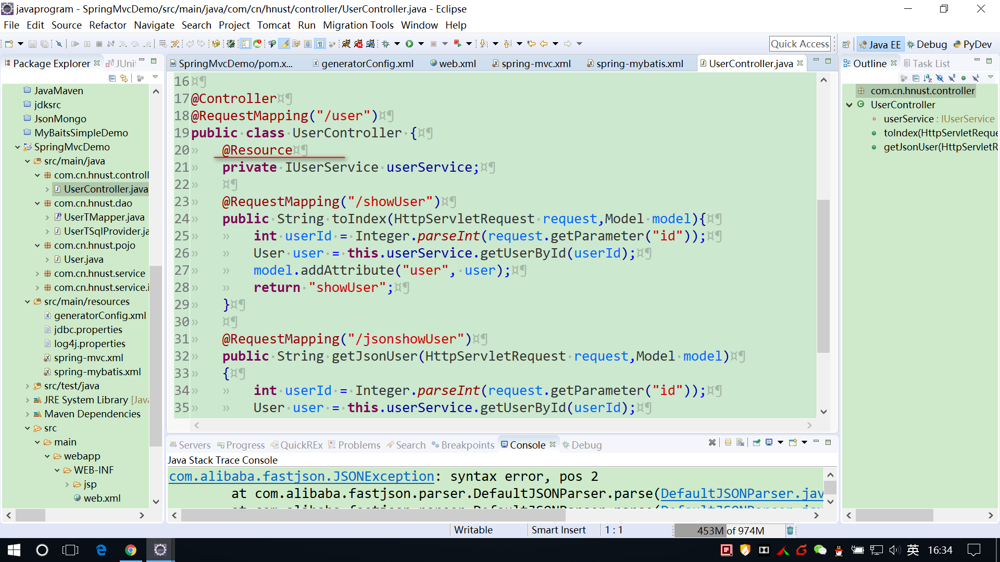 javaprogram - SpringMvcDemo/src/main/java/com/cn/hnust/controller/UserController.java - Eclipse
File Edit Source Refactor Navigate Search Project Tomcat Run Migration Tools Window Help
Quick Access
Java EE
Debug
PyDev
Package Explorer
JUnit
JavaMaven
jdksrc
JsonMongo
MyBaitsSimpleDemo
SpringMvcDemo
src/main/java
com.cn.hnust.controll
UserController.java
com.cn.hnust.dao
UserTMapper.java
UserTSqlProvider.ja
com.cn.hnust.pojo
User.java
com.cn.hnust.service
com.cn.hnust.service.i
src/main/resources
generatorConfig.xml
jdbc.properties
log4j.properties
spring-mvc.xml
spring-mybatis.xml
src/test/java
JRE System Library [Java
Maven Dependencies
src
main
webapp
WEB-INF
jsp
web.xml
SpringMvcDemo/pom.x...
generatorConfig.xml
web.xml
spring-mvc.xml
spring-mybatis.xml
UserController.java
16¤¶
17@Controller¤¶
18@RequestMapping("/user")¤¶
19public·class·UserController·{¤¶
20» @Resource¤¶
21» private·IUserService·userService;¤¶
22» ¤¶
23» @RequestMapping("/showUser")¤¶
24» public·String·toIndex(HttpServletRequest·request,Model·model){¤¶
25» » int·userId·=·Integer.parseInt(request.getParameter("id"));¤¶
26» » User·user·=·this.userService.getUserById(userId);¤¶
27» » model.addAttribute("user",·user);¤¶
28» » return·"showUser";¤¶
29» }¤¶
30» ¤¶
31» @RequestMapping("/jsonshowUser")¤¶
32» public·String·getJsonUser(HttpServletRequest·request,Model·model)¤¶
33» {¤¶
34» » int·userId·=·Integer.parseInt(request.getParameter("id"));¤¶
35» » User·user·=·this.userService.getUserById(userId);¤¶
Outline
Task List
com.cn.hnust.controller
UserController
userService : IUserService
toIndex(HttpServletReque
getJsonUser(HttpServletR
Servers Progress QuickREx Problems Search Breakpoints Console Debug
Java Stack Trace Console
com.alibaba.fastjson.JSONException: syntax error, pos 2
at com.alibaba.fastjson.parser.DefaultJSONParser.parse(DefaultJSONParser.jav
at com.alibaba.fastjson.parser.DefaultJSONParser.parse(DefaultJSONParser.jav
Writable
Smart Insert
1 : 1
453M of 974M
英
16:34